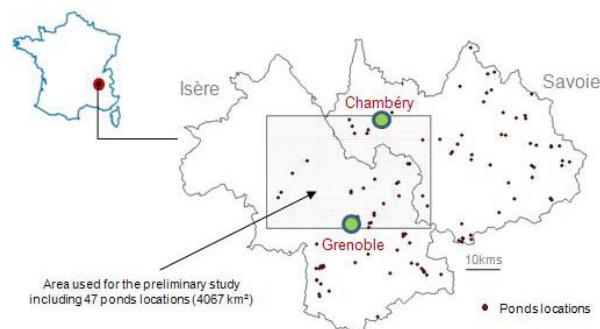 Isère
Savoie
Chambéry
Grenoble
10kms
Area used for the preliminary study
including 47 ponds locations (4067 km²)
Ponds locations